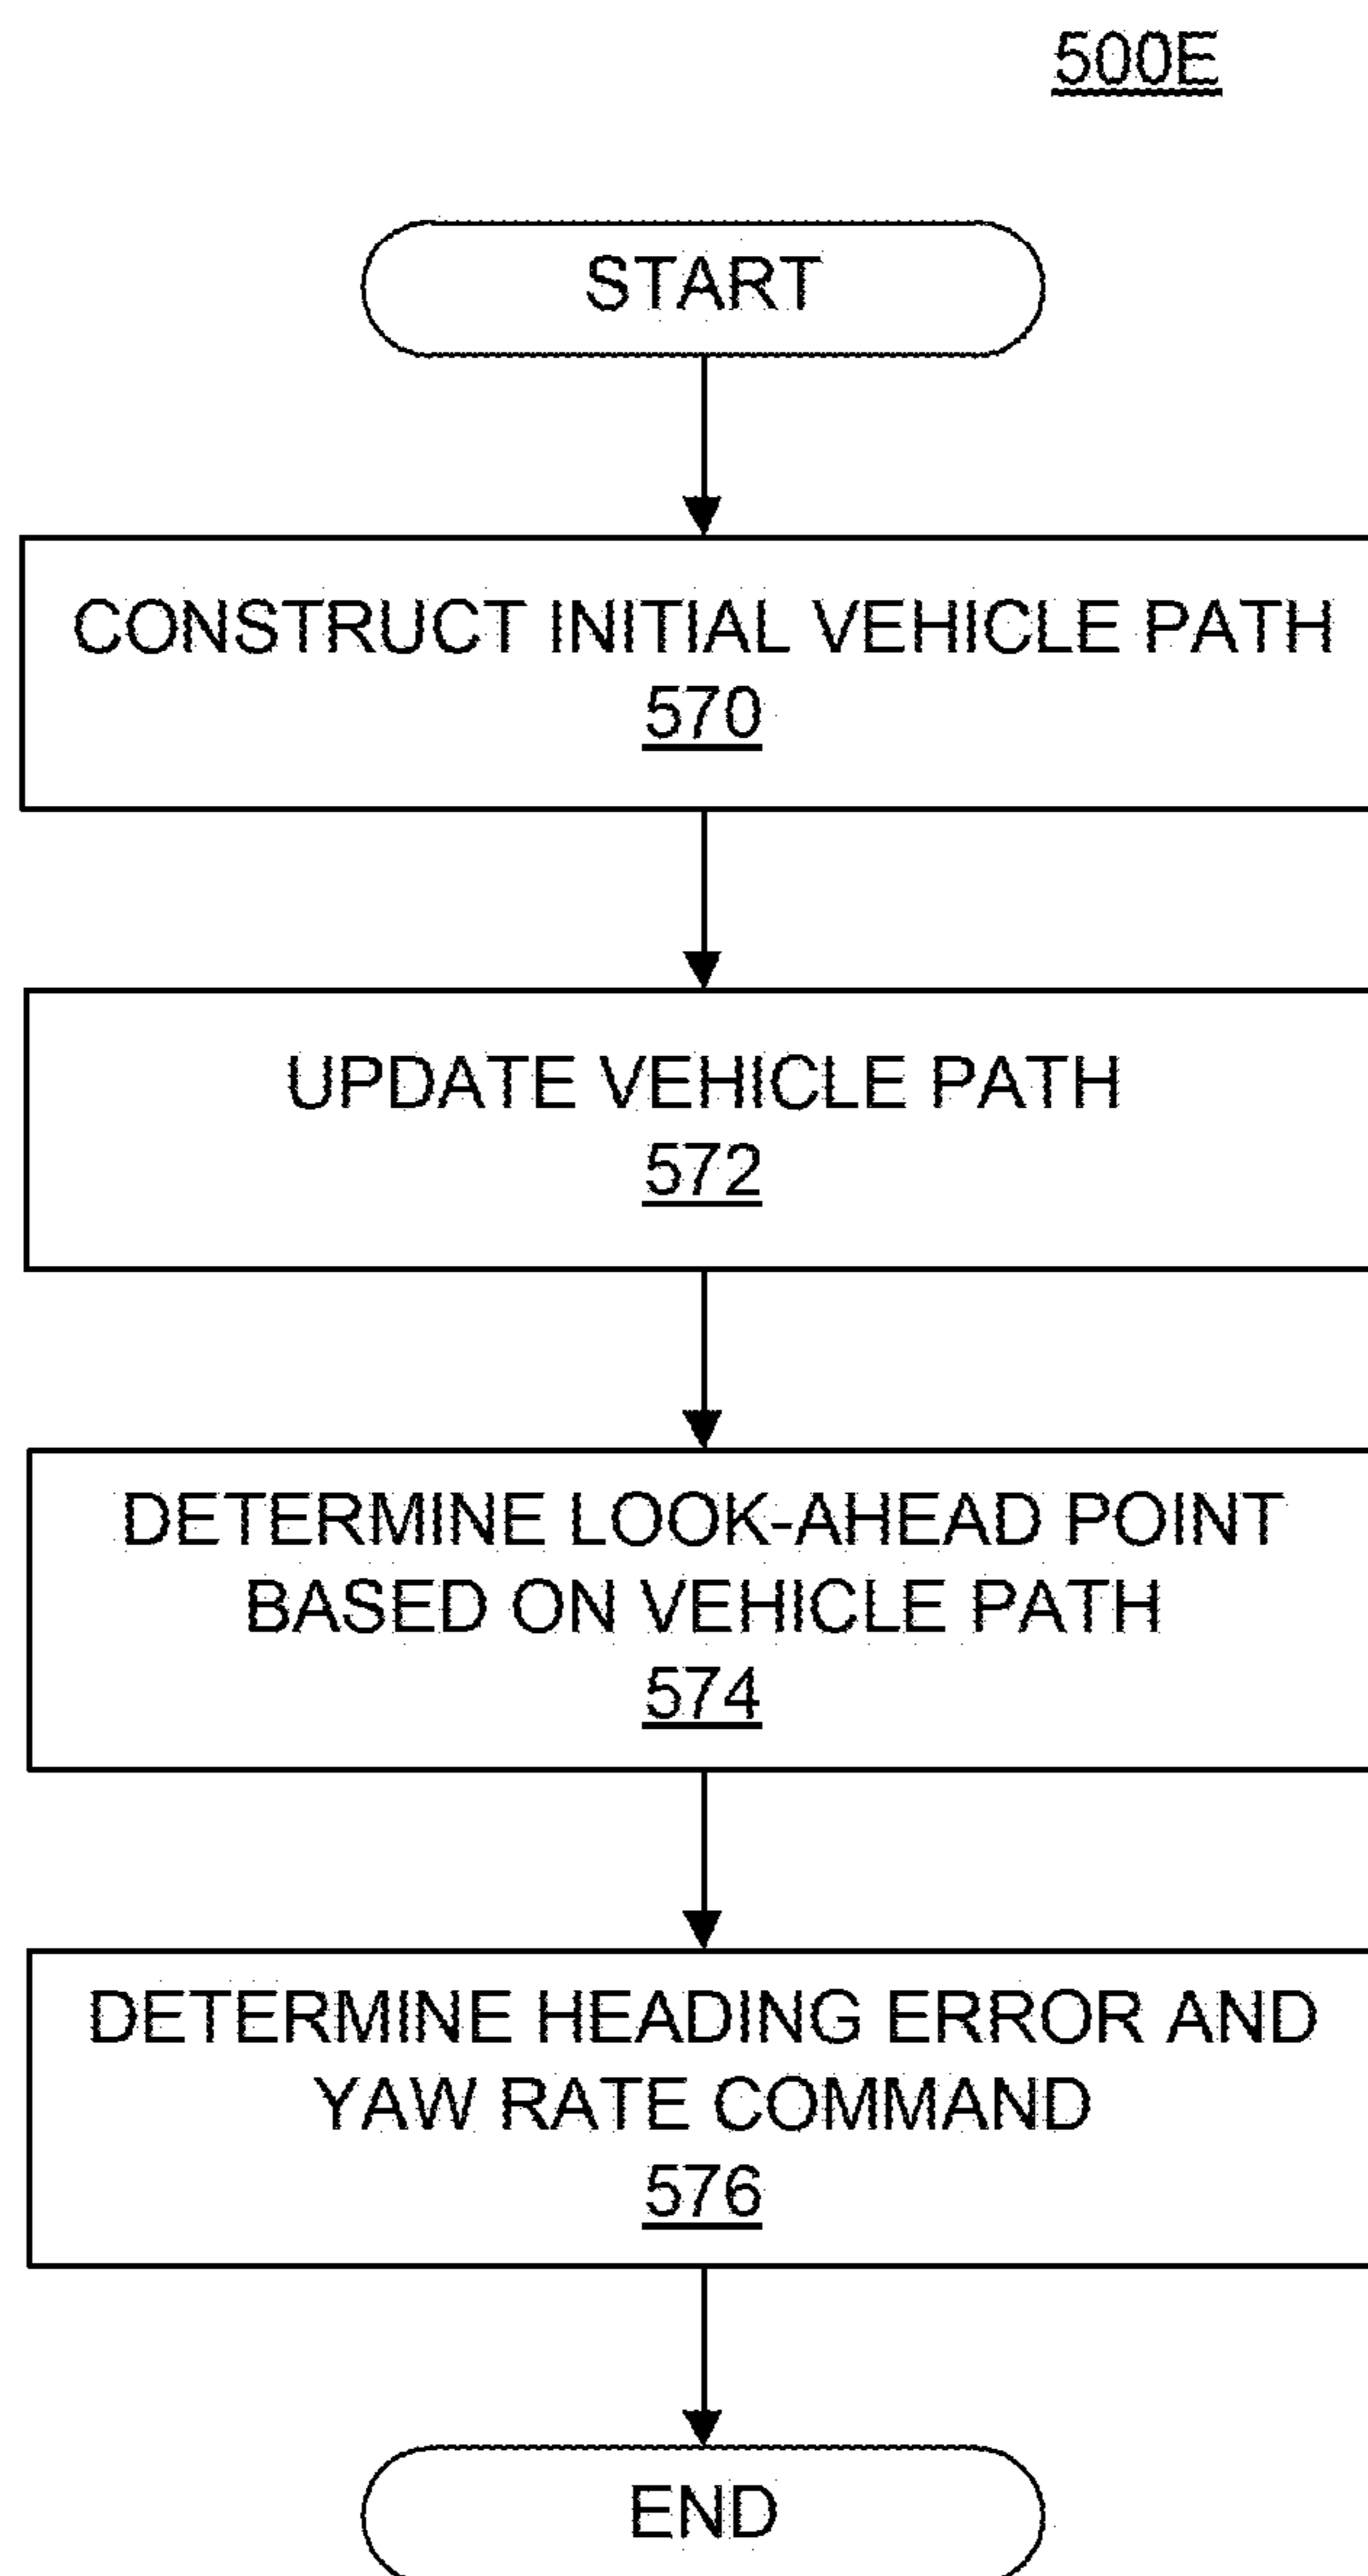 500E
START
CONSTRUCT INITIAL VEHICLE PATH
570
UPDATE VEHICLE PATH
572
DETERMINE LOOK-AHEAD POINT
BASED ON VEHICLE PATH
574
DETERMINE HEADING ERROR AND
YAW RATE COMMAND
576
END